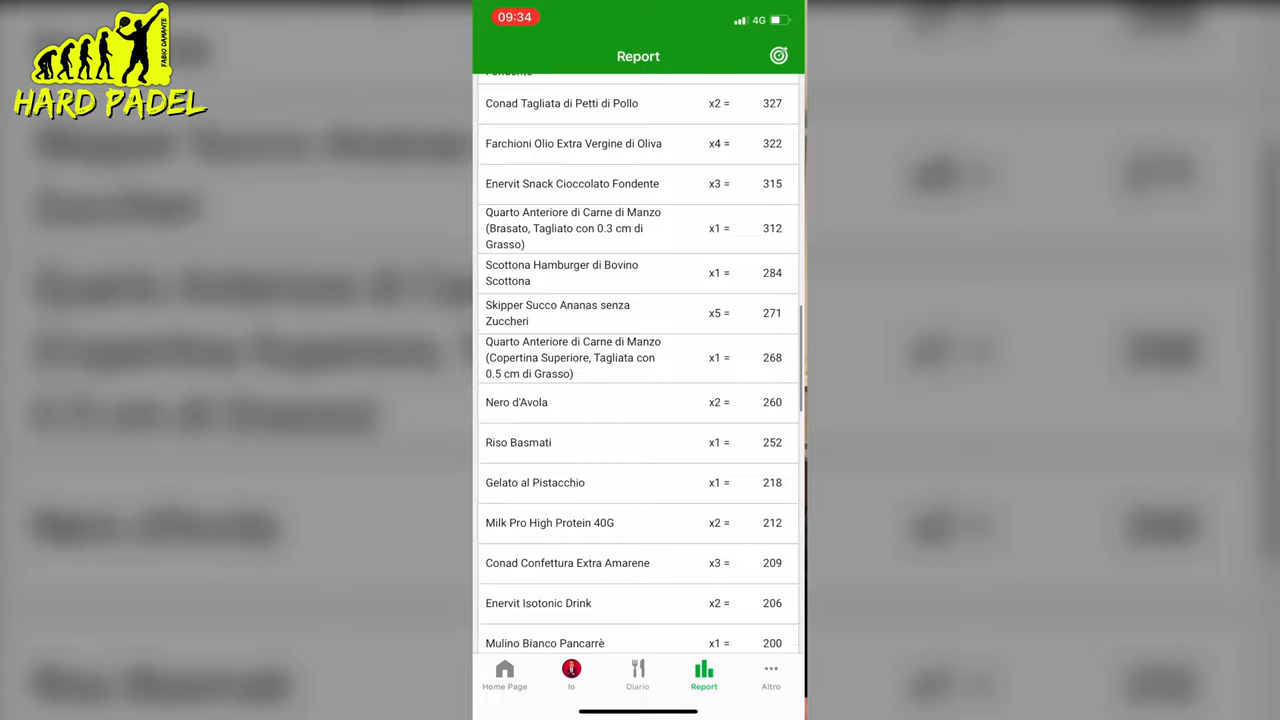 FABIO DAMANTE
HARD PADEL
09:34
4G
Report
Conad Tagliata di Petti di Pollo x2 = 327
Farchioni Olio Extra Vergine di Oliva x4 = 322
Enervit Snack Cioccolato Fondente x3 = 315
Quarto Anteriore di Carne di Manzo
(Brasato, Tagliato con 0.3 cm di x1 = 312
Grasso)
Scottona Hamburger di Bovino
Scottona x1 = 284
Skipper Succo Ananas senza
Zuccheri x5 = 271
Quarto Anteriore di Carne di Manzo
(Copertina Superiore, Tagliata con x1 = 268
0.5 cm di Grasso)
Nero d'Avola x2 = 260
Riso Basmati x1 = 252
Gelato al Pistacchio x1 = 218
Milk Pro High Protein 40G x2 = 212
Conad Confettura Extra Amarene x3 = 209
Enervit Isotonic Drink x2 = 206
Mulino Bianco Pancarrè x1 = 200
Home Page Io Diario Report Altro